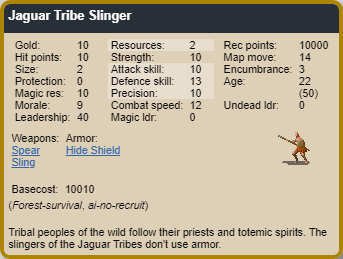 Jaguar Tribe Slinger
Gold: 10 Resources: 2 Rec points: 10000
Hit points: 10 Strength: 10 Map move: 14
Size: 2 Attack skill: 10 Encumbrance: 3
Protection: 0 Defence skill: 13 Age: 22
Magic res: 10 Precision: 10 (50)
Morale: 9 Combat speed: 12 Undead ldr: 0
Leadership: 40 Magic ldr: 0
Weapons: Armor:
Spear Hide Shield
Sling
Basecost: 10010
(Forest-survival, ai-no-recruit)
Tribal peoples of the wild follow their priests and totemic spirits. The
slingers of the Jaguar Tribes don't use armor.